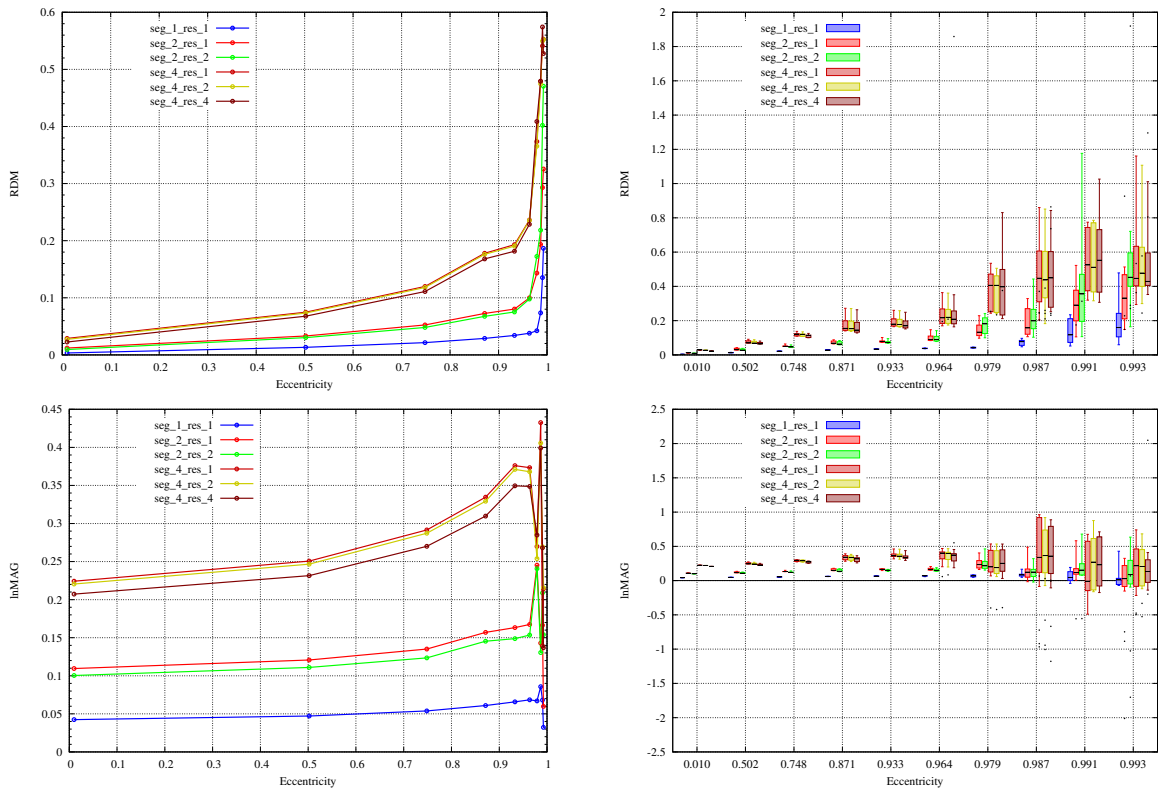 0.6
0.5
0.4
0.3
0.2
0.1
0
RDM
seg_1_res_1
seg_2_res_1
seg_2_res_2
seg_4_res_1
seg_4_res_2
seg_4_res_4
0 0.1 0.2 0.3 0.4 0.5 0.6 0.7 0.8 0.9 1
Eccentricity
2
1.8
1.6
1.4
1.2
1
0.8
0.6
0.4
0.2
0
RDM
seg_1_res_1
seg_2_res_1
seg_2_res_2
seg_4_res_1
seg_4_res_2
seg_4_res_4
0.010 0.502 0.748 0.871 0.933 0.964 0.979 0.987 0.991 0.993
Eccentricity
0.45
0.4
0.35
0.3
0.25
0.2
0.15
0.1
0.05
0
lnMAG
seg_1_res_1
seg_2_res_1
seg_2_res_2
seg_4_res_1
seg_4_res_2
seg_4_res_4
0 0.1 0.2 0.3 0.4 0.5 0.6 0.7 0.8 0.9 1
Eccentricity
2.5
2
1.5
1
0.5
0
-0.5
-1
-1.5
-2
-2.5
lnMAG
seg_1_res_1
seg_2_res_1
seg_2_res_2
seg_4_res_1
seg_4_res_2
seg_4_res_4
0.010 0.502 0.748 0.871 0.933 0.964 0.979 0.987 0.991 0.993
Eccentricity